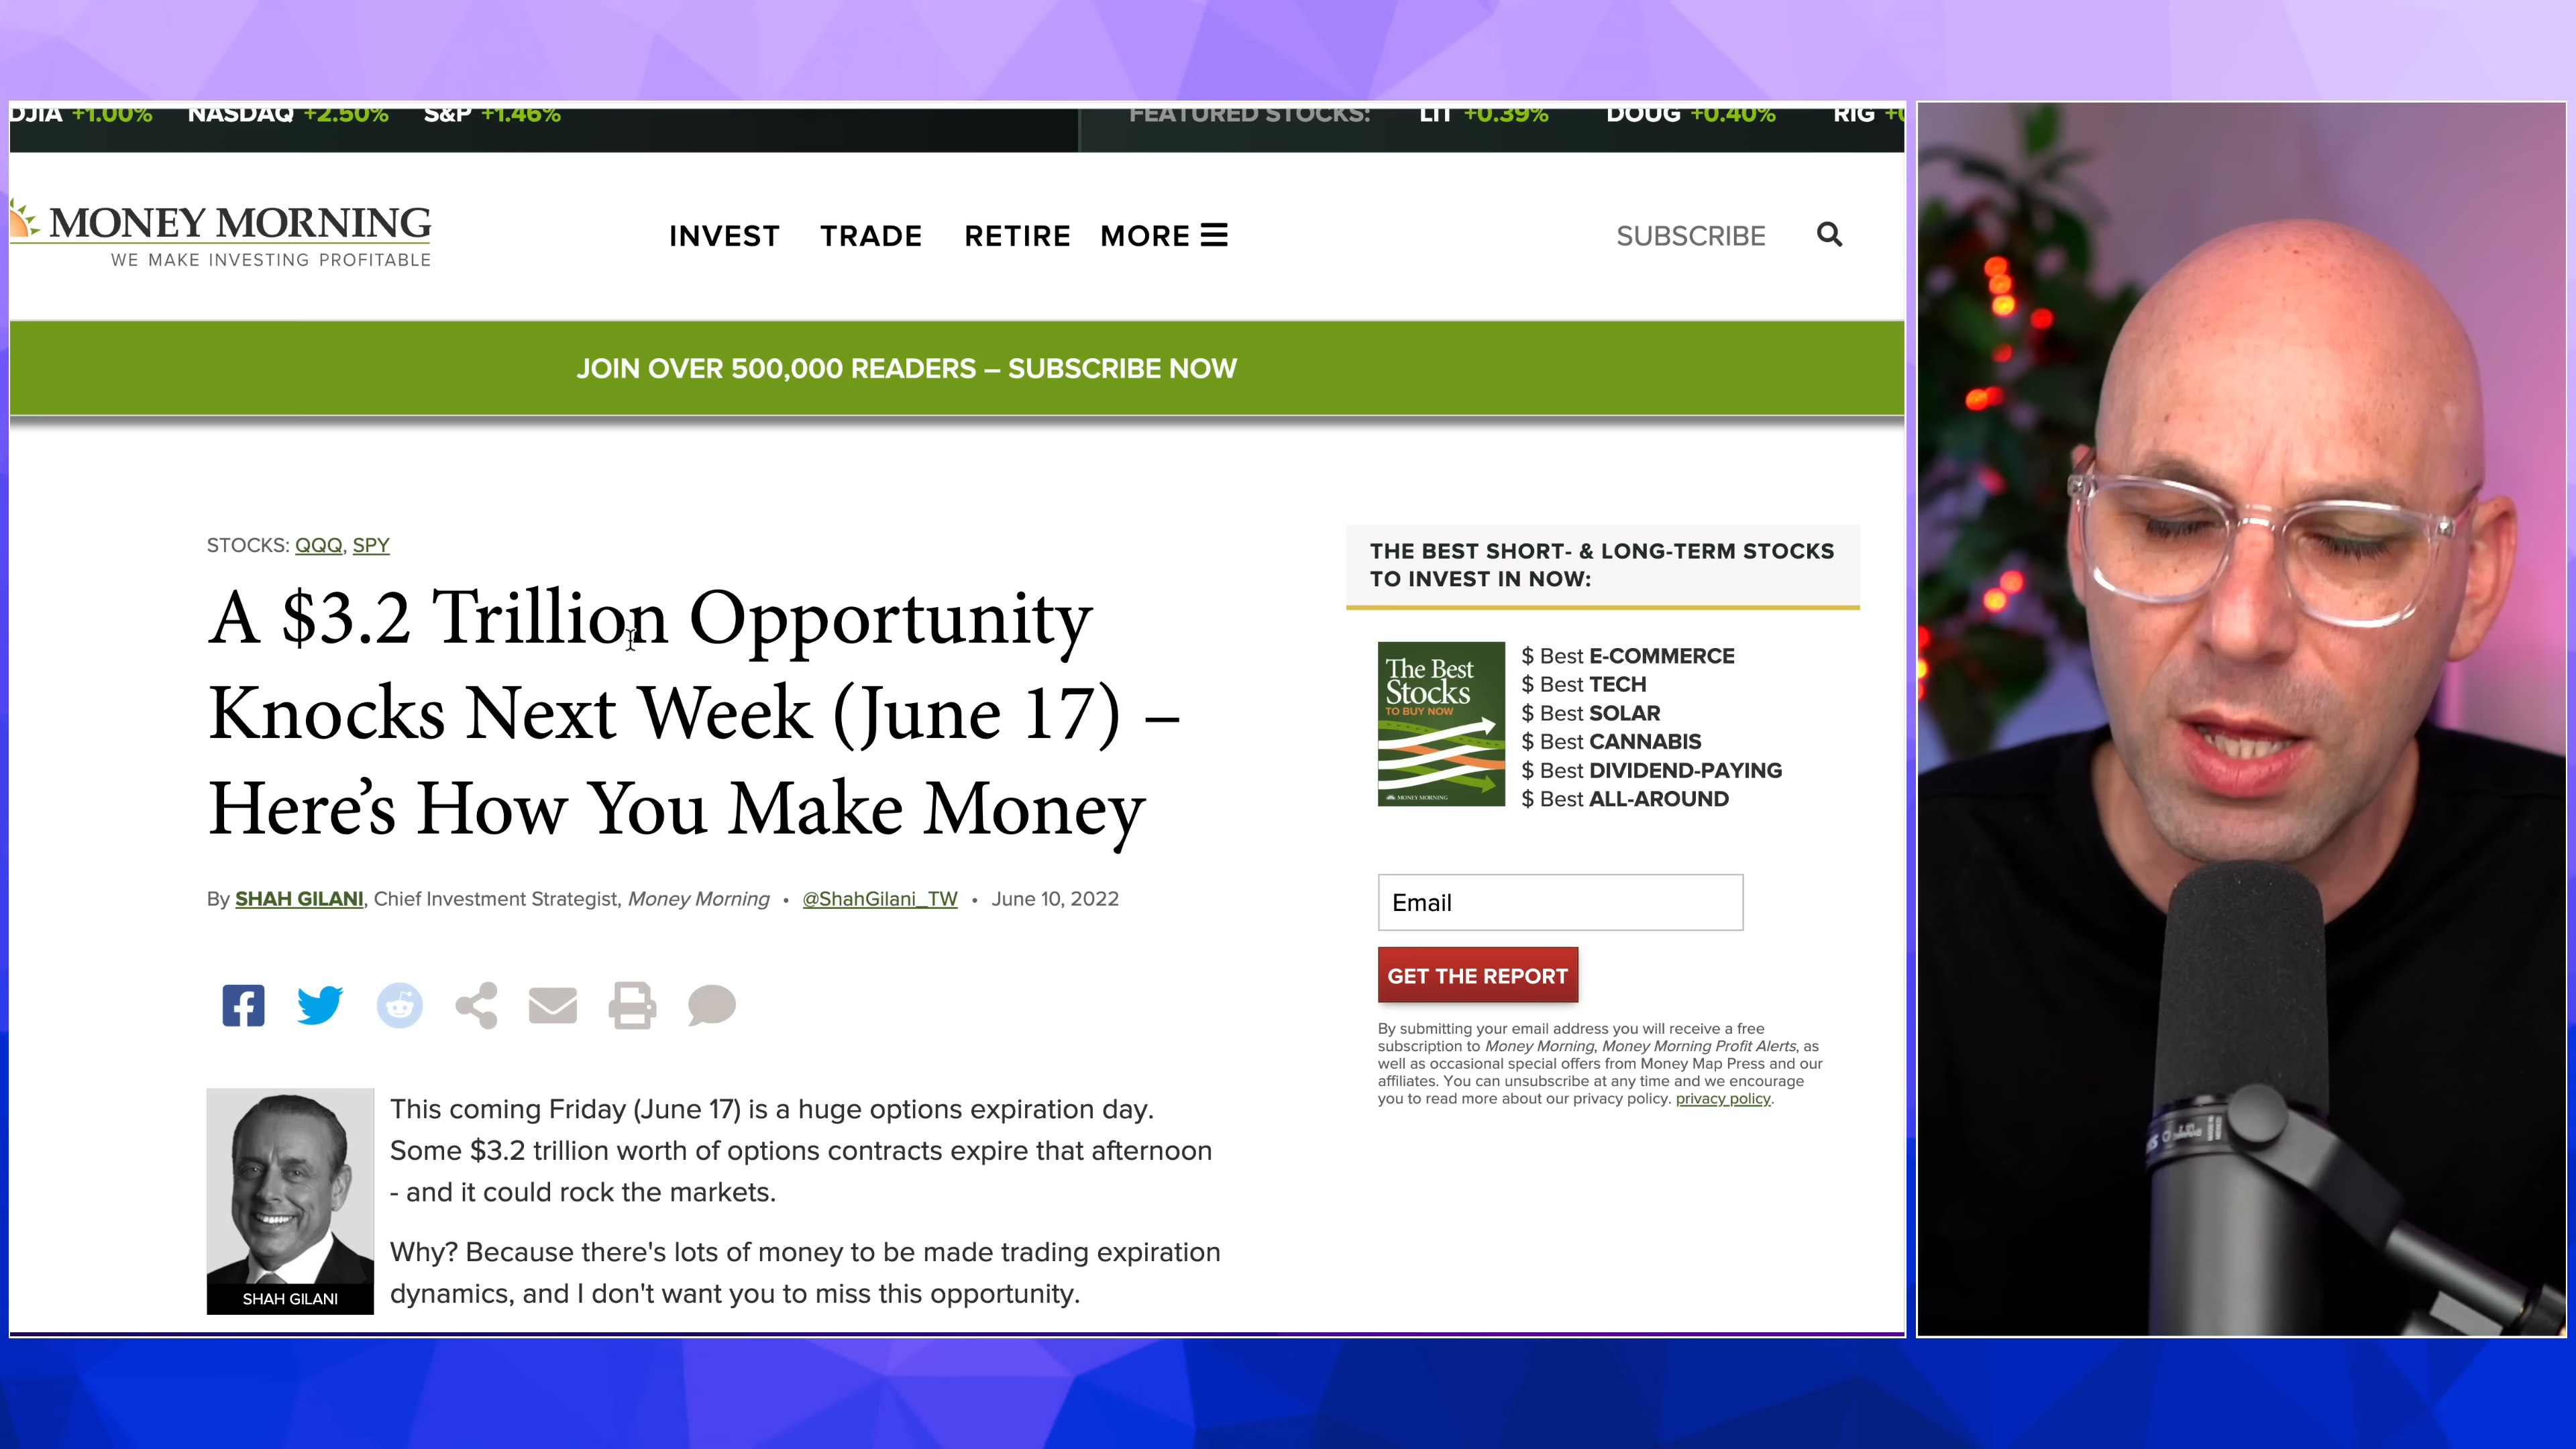 DJIA +1.00% NASDAQ +2.50% S&P +1.46% FEATURED STOCKS: LIT +0.39% DOUG +0.40% RIG
MONEY MORNING
WE MAKE INVESTING PROFITABLE
INVEST TRADE RETIRE MORE
SUBSCRIBE
JOIN OVER 500,000 READERS – SUBSCRIBE NOW
STOCKS: QQQ, SPY
A $3.2 Trillion Opportunity
Knocks Next Week (June 17) –
Here’s How You Make Money
By SHAH GILANI, Chief Investment Strategist, Money Morning • @ShahGilani_TW • June 10, 2022
SHAH GILANI
This coming Friday (June 17) is a huge options expiration day.
Some $3.2 trillion worth of options contracts expire that afternoon
- and it could rock the markets.
Why? Because there's lots of money to be made trading expiration
dynamics, and I don't want you to miss this opportunity.
THE BEST SHORT- & LONG-TERM STOCKS
TO INVEST IN NOW:
The Best
Stocks
TO BUY NOW
MONEY MORNING
$ Best E-COMMERCE
$ Best TECH
$ Best SOLAR
$ Best CANNABIS
$ Best DIVIDEND-PAYING
$ Best ALL-AROUND
Email
GET THE REPORT
By submitting your email address you will receive a free
subscription to Money Morning, Money Morning Profit Alerts, as
well as occasional special offers from Money Map Press and our
affiliates. You can unsubscribe at any time and we encourage
you to read more about our privacy policy. privacy policy.